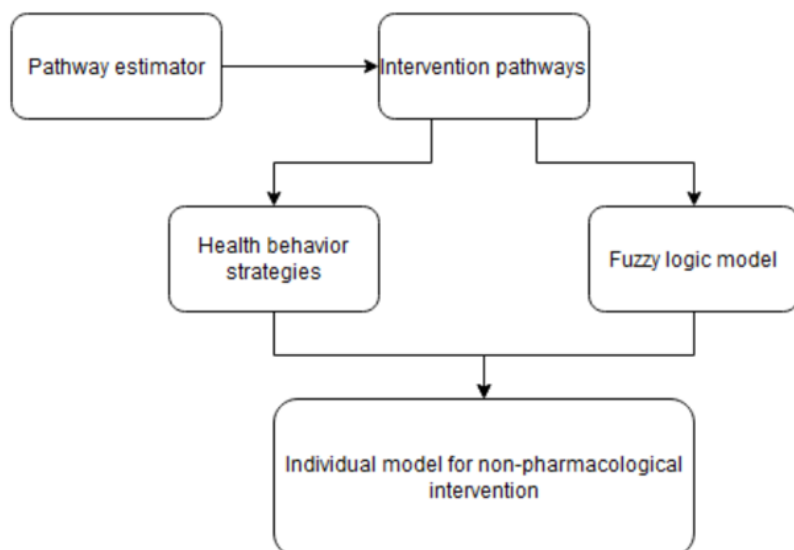 Pathway estimator
Intervention pathways
Health behavior
strategies
Fuzzy logic model
Individual model for non-pharmacological
intervention